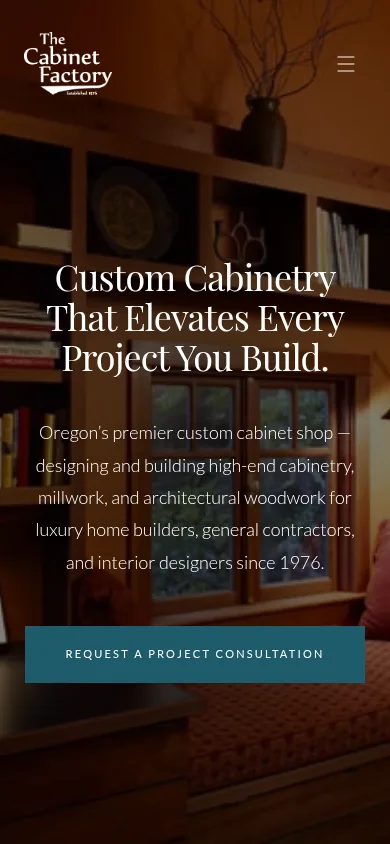 The
Cabinet
Factory
Custom Cabinetry
That Elevates Every
Project You Build.
Oregon’s premier custom cabinet shop —
designing and building high-end cabinetry,
millwork, and architectural woodwork for
luxury home builders, general contractors,
and interior designers since 1976.
REQUEST A PROJECT CONSULTATION